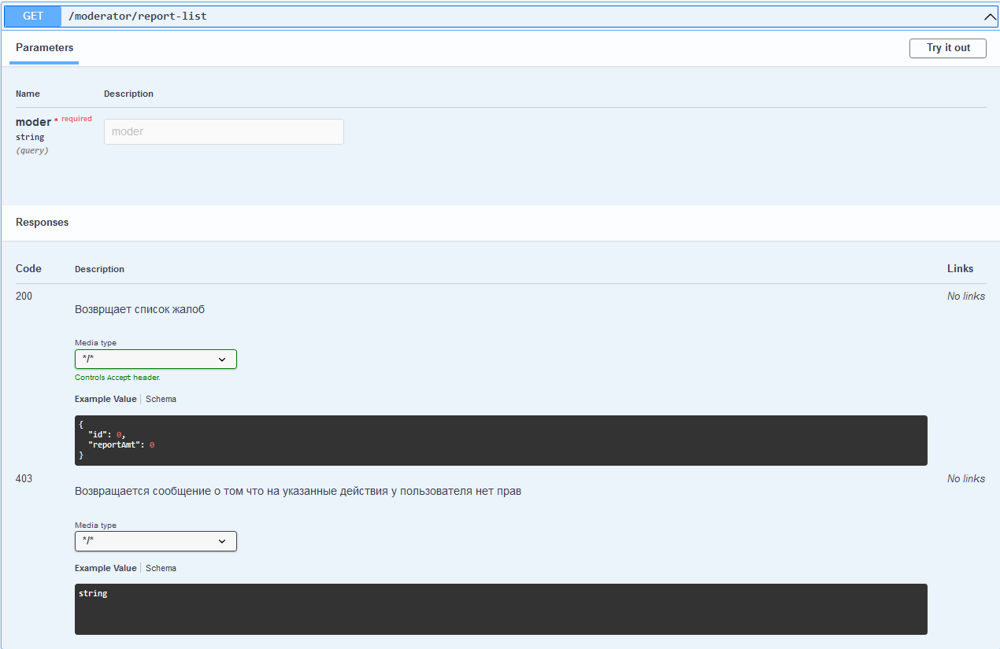 GET /moderator/report-list
Parameters
Try it out
Name Description
moder * required
string
(query)
moder
Responses
Code Description Links
200 No links
Возврщает список жалоб
Media type
*/*
Controls Accept header.
Example Value Schema
{
"id": 0,
"reportAmt": 0
}
403 No links
Возвращается сообщение о том что на указанные действия у пользователя нет прав
Media type
*/*
Example Value Schema
string